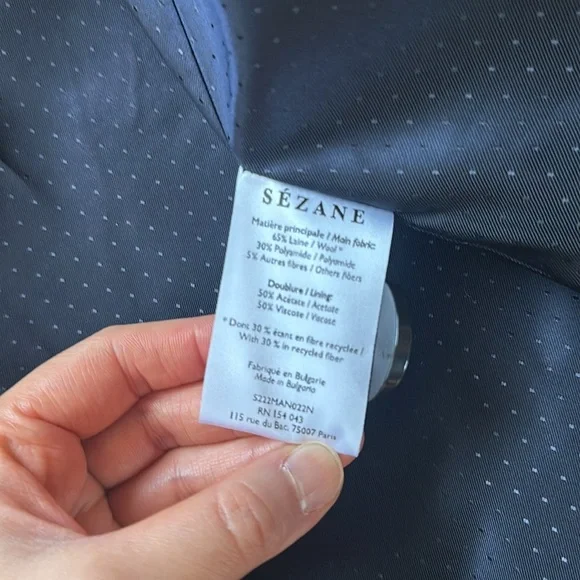 SÉZANE
Matière principale / Main fabric:
65% Laine / Wool *
30% Polyamide / Polyamide
5% Autres fibres / Others fibers
Doublure / Lining:
50% Acétate / Acetate
50% Viscose / Viscose
* Dont 30 % étant en fibre recyclée /
With 30 % in recycled fiber
Fabriqué en Bulgarie
Made in Bulgaria
S222MAN022N
RN 154 043
115 rue du Bac, 75007 Paris